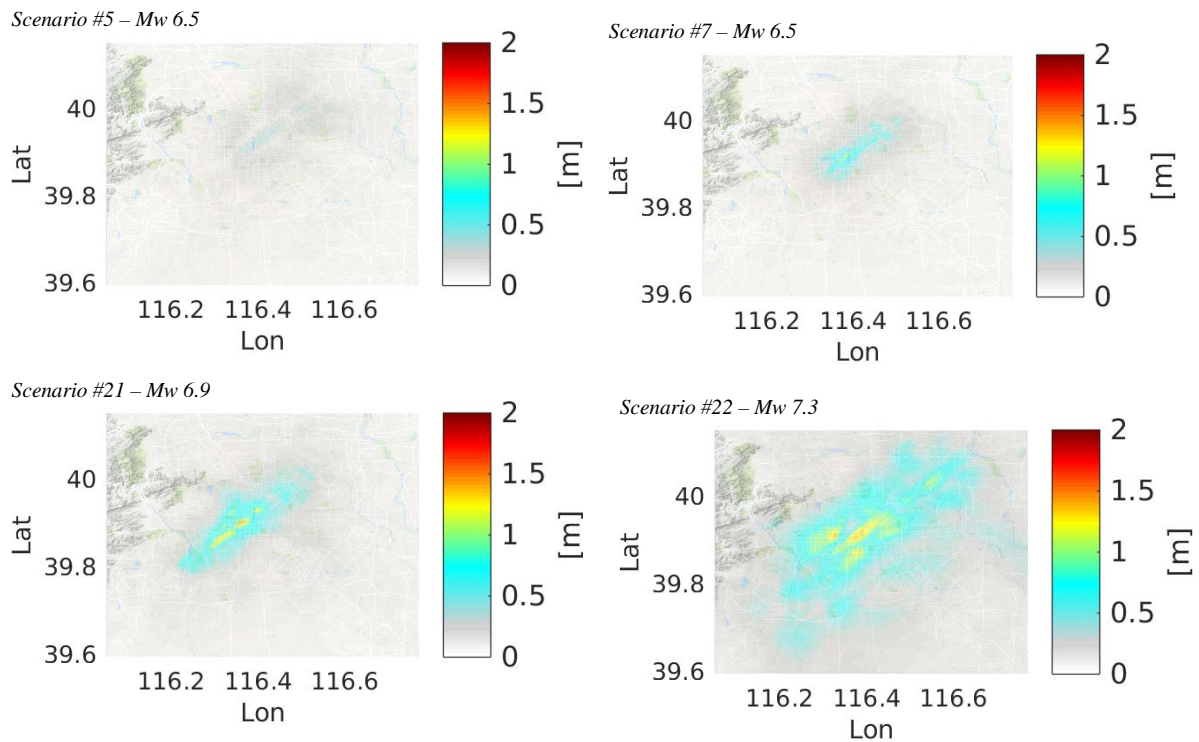 Scenario #5 – Mw 6.5
2
1.5
1
0.5
0
[m]
40
39.8
39.6
Lat
116.2 116.4 116.6
Lon
Scenario #7 – Mw 6.5
2
1.5
1
0.5
0
[m]
40
39.8
39.6
Lat
116.2 116.4 116.6
Lon
Scenario #21 – Mw 6.9
2
1.5
1
0.5
0
[m]
40
39.8
39.6
Lat
116.2 116.4 116.6
Lon
Scenario #22 – Mw 7.3
2
1.5
1
0.5
0
[m]
40
39.8
39.6
Lat
116.2 116.4 116.6
Lon